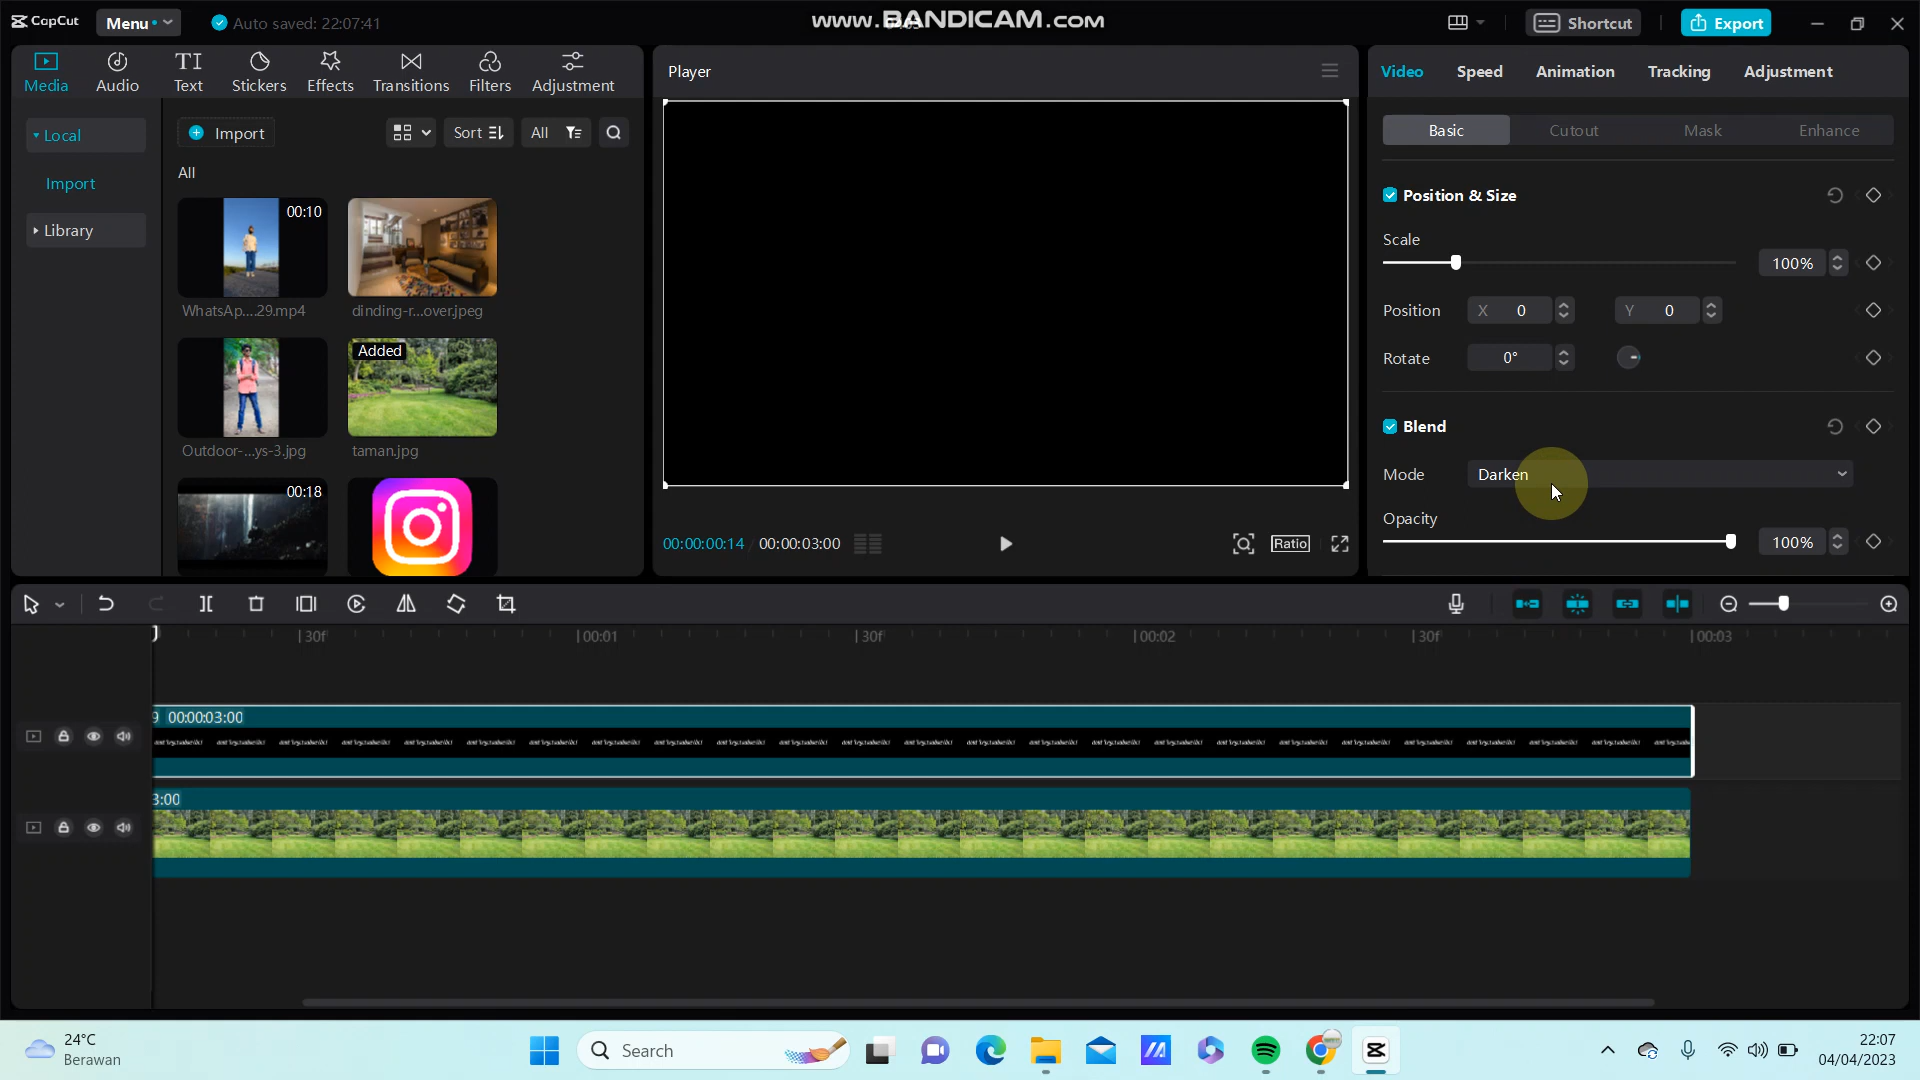 CapCut
Menu
Auto saved: 22:07:41
www.BANDICAM.com
Shortcut
Export
Media
Audio
Text
Stickers
Effects
Transitions
Filters
Adjustment
Player
Video
Speed
Animation
Tracking
Adjustment
Local
Import
Sort
All
Basic
Cutout
Mask
Enhance
All
Import
Library
00:10
WhatsAp....29.mp4
dinding-r...over.jpeg
Position & Size
Scale
100%
Position
X 0
Y 0
Rotate
0°
Added
Outdoor-...ys-3.jpg
taman.jpg
00:18
Blend
Mode
Darken
Opacity
100%
00:00:00:14
00:00:03:00
Ratio
30f
00:01
30f
00:02
30f
00:03
9 00:00:03:00
3:00
24°C
Berawan
Search
22:07
04/04/2023